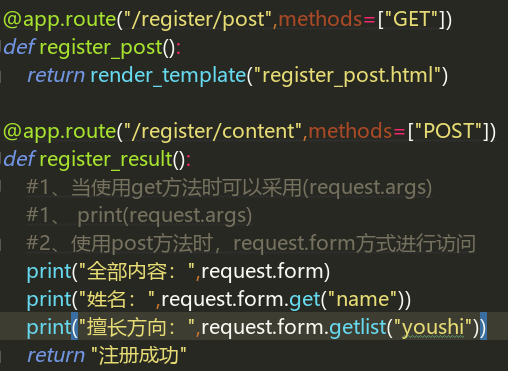 @app.route("/register/post",methods=["GET"])
def register_post():
return render_template("register_post.html")
@app.route("/register/content",methods=["POST"])
def register_result():
#1、当使用get方法时可以采用(request.args)
#1、 print(request.args)
#2、使用post方法时，request.form方式进行访问
print("全部内容：",request.form)
print("姓名：",request.form.get("name"))
print("擅长方向：",request.form.getlist("youshi"))
return "注册成功"